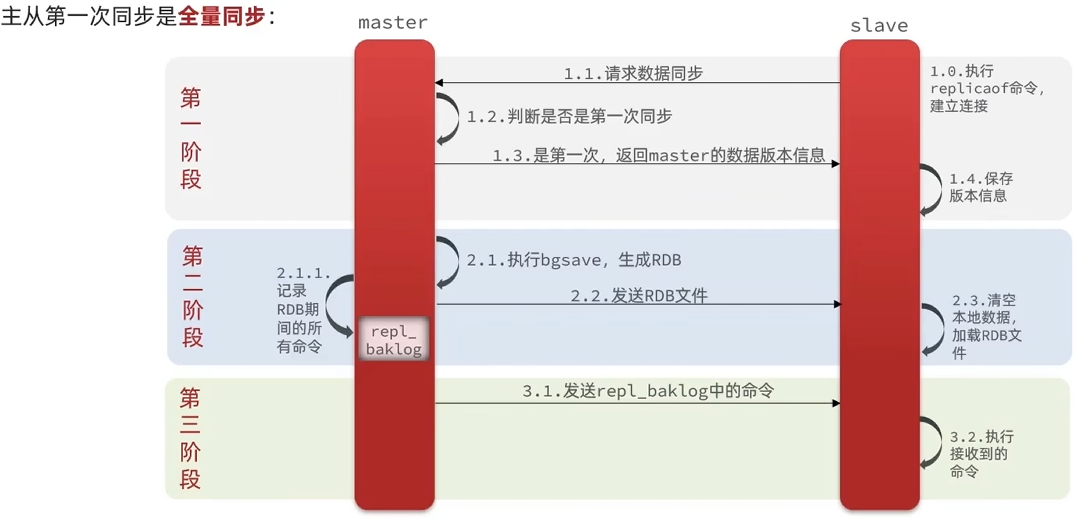 主从第一次同步是全量同步：
master
slave
第
一
阶
段
1.0.执行
replicaof命令，
建立连接
1.1.请求数据同步
1.2.判断是否是第一次同步
1.3.是第一次，返回master的数据版本信息
1.4.保存
版本信息
第
二
阶
段
2.1.执行bgsave，生成RDB
2.1.1.
记录
RDB期
间的所
有命令
repl_
baklog
2.2.发送RDB文件
2.3.清空
本地数据，
加载RDB文
件
第
三
阶
段
3.1.发送repl_baklog中的命令
3.2.执行
接收到的
命令